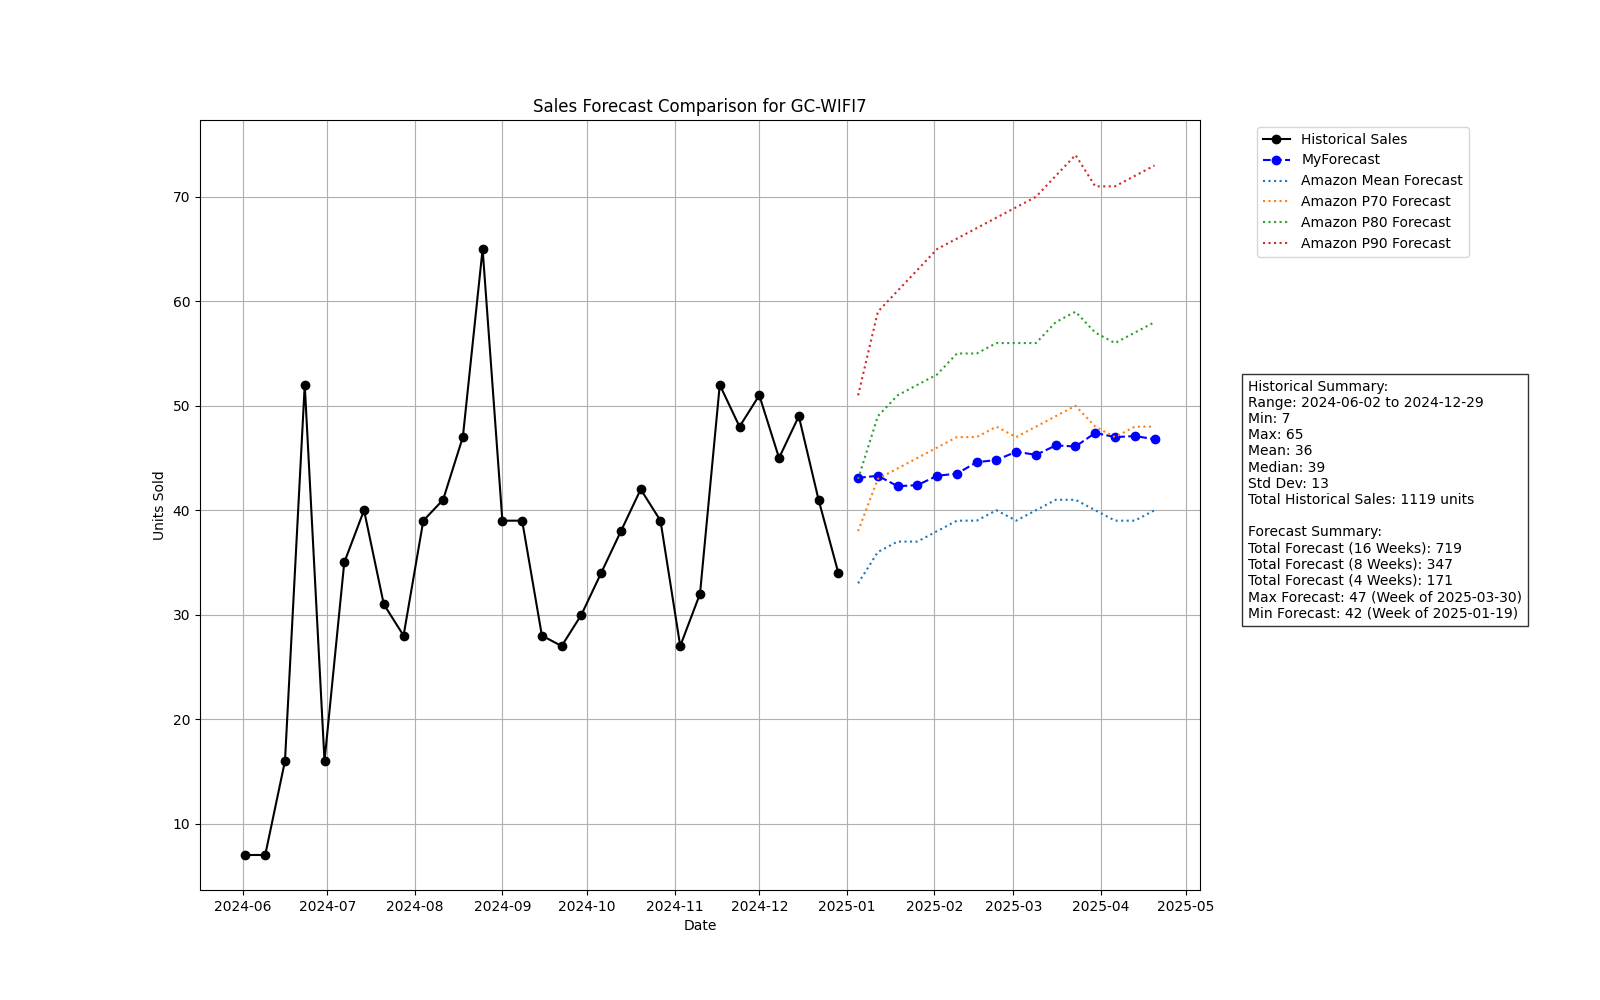 Sales Forecast Comparison for GC-WIFI7
Historical Sales
MyForecast
Amazon Mean Forecast
Amazon P70 Forecast
Amazon P80 Forecast
Amazon P90 Forecast
70
60
50
40
30
20
10
Units Sold
2024-06 2024-07 2024-08 2024-09 2024-10 2024-11 2024-12 2025-01 2025-02 2025-03 2025-04 2025-05
Date
Historical Summary:
Range: 2024-06-02 to 2024-12-29
Min: 7
Max: 65
Mean: 36
Median: 39
Std Dev: 13
Total Historical Sales: 1119 units
Forecast Summary:
Total Forecast (16 Weeks): 719
Total Forecast (8 Weeks): 347
Total Forecast (4 Weeks): 171
Max Forecast: 47 (Week of 2025-03-30)
Min Forecast: 42 (Week of 2025-01-19)